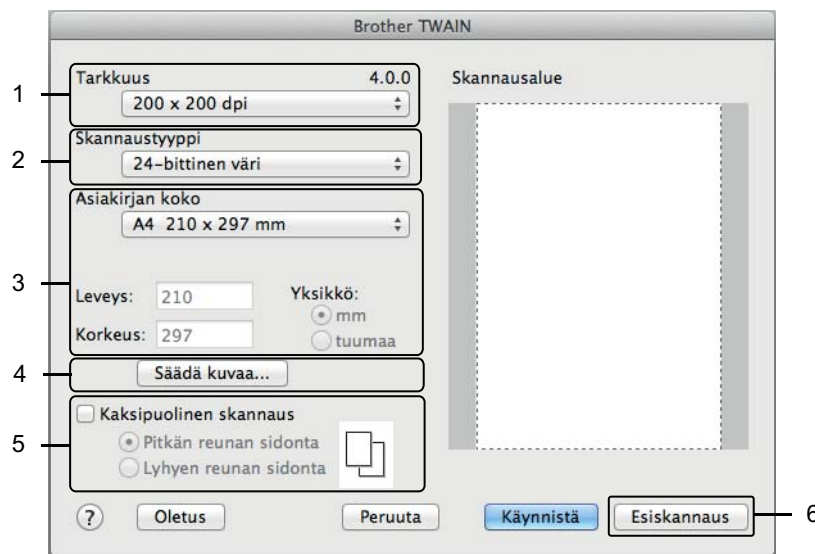 Brother TWAIN
1
Tarkkuus 4.0.0
200 x 200 dpi
2
Skannaustyyppi
24-bittinen väri
3
Asiakirjan koko
A4 210 x 297 mm
Leveys: 210 Yksikkö:
mm
Korkeus: 297 tuumaa
4
Säädä kuvaa...
5
Kaksipuolinen skannaus
Pitkän reunan sidonta
Lyhyen reunan sidonta
Skannausalue
? Oletus Peruuta Käynnistä Esiskannaus 6